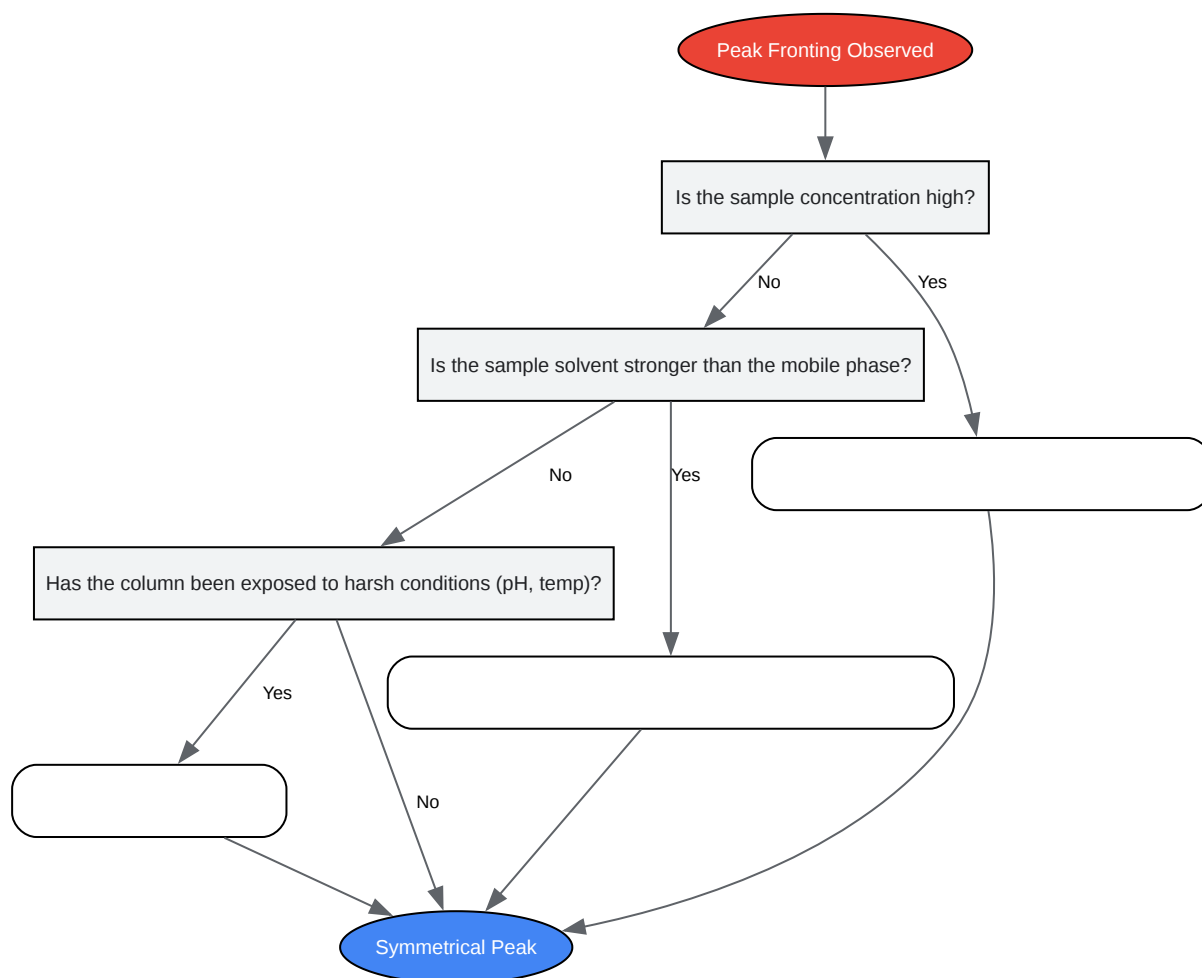 Peak Fronting Observed
Is the sample concentration high?
No
Yes
Is the sample solvent stronger than the mobile phase?
No
Yes
Has the column been exposed to harsh conditions (pH, temp)?
Yes
No
Symmetrical Peak